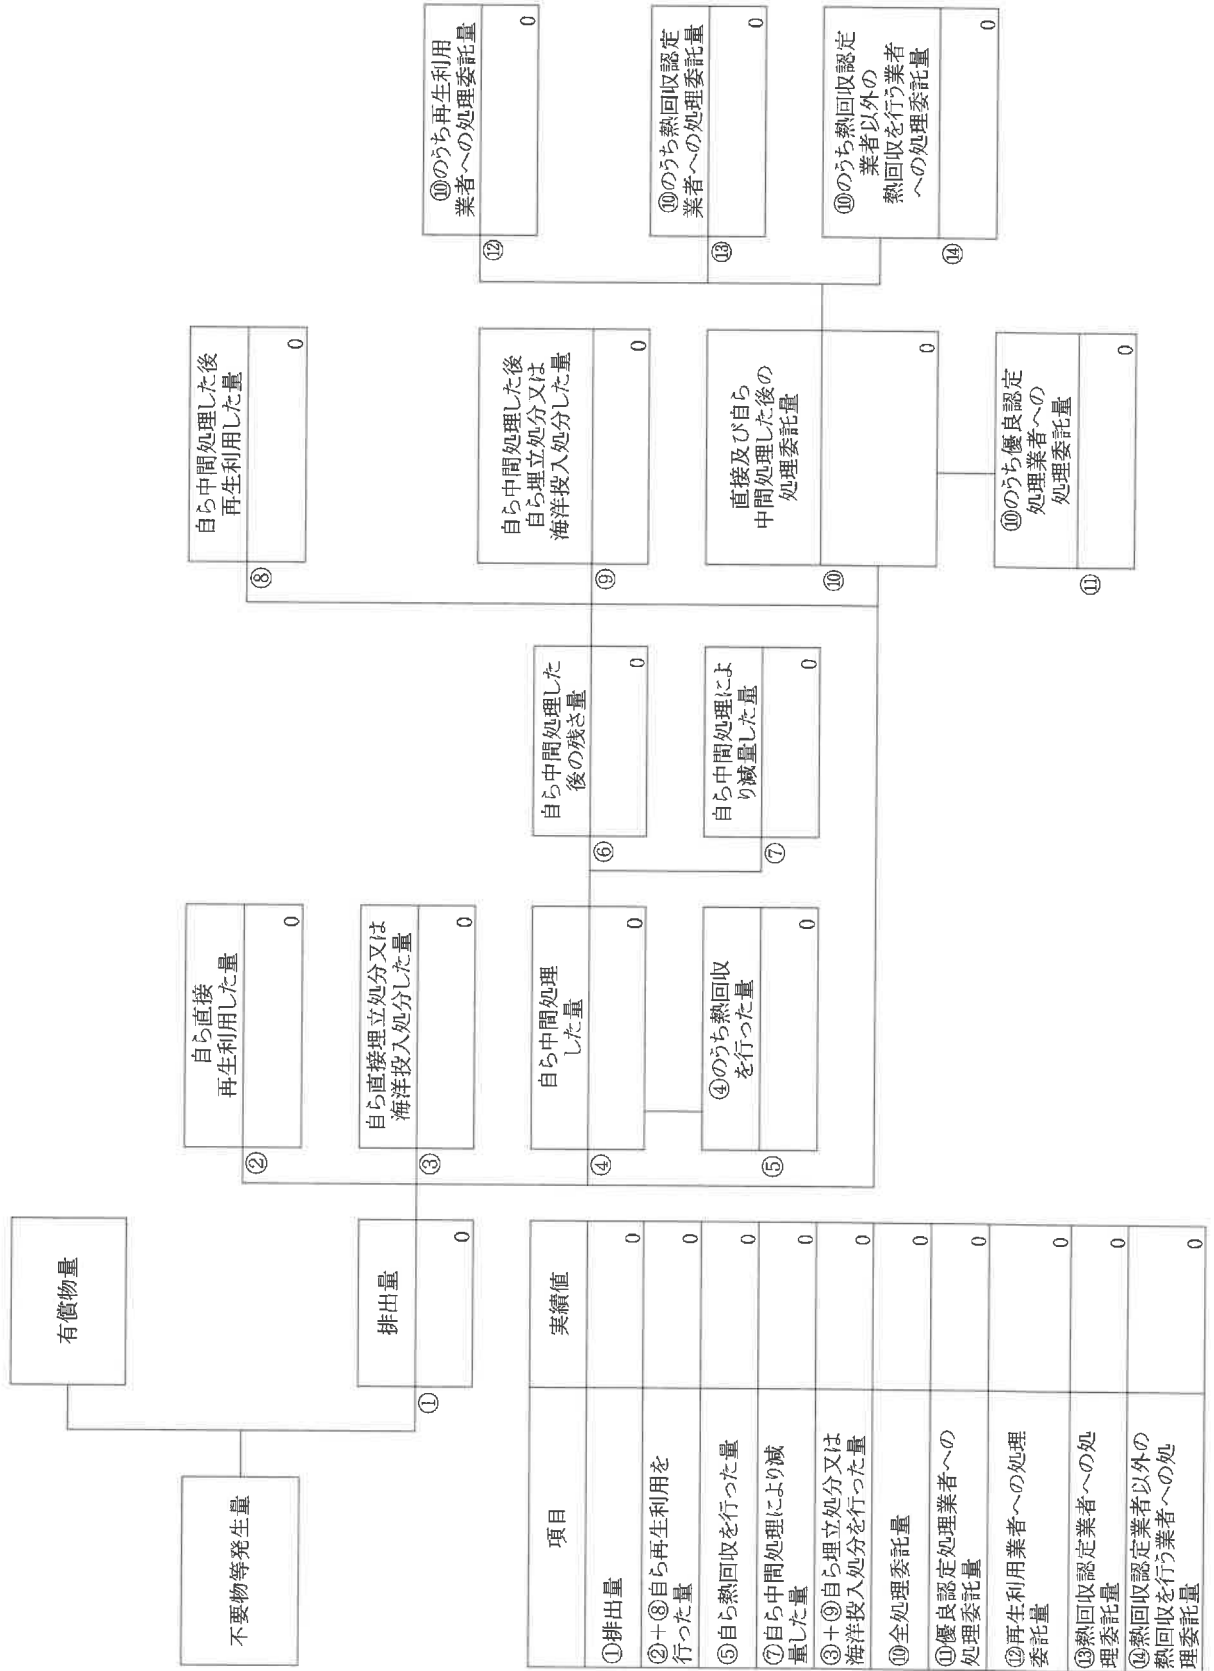 不要物等発生量
有償物量
排出量
①
0
自ら直接
再生利用した量
②
0
自ら直接埋立処分又は
海洋投入処分した量
③
0
自ら中間処理
した量
④
0
④のうち熱回収
を行った量
⑤
0
自ら中間処理した
後の残さ量
⑥
0
自ら中間処理によ
り減量した量
⑦
0
自ら中間処理した後
再生利用した量
⑧
0
自ら中間処理した後
自ら埋立処分又は
海洋投入処分した量
⑨
0
直接及び自ら
中間処理した後の
処理委託量
⑩
0
⑩のうち優良認定
処理業者への
処理委託量
⑪
0
⑩のうち再生利用
業者への処理委託量
⑫
0
⑩のうち熱回収認定
業者への処理委託量
⑬
0
⑩のうち熱回収認定
業者以外の
熱回収を行う業者
への処理委託量
⑭
0
項目 実績値
①排出量 0
②+⑧自ら再生利用を
行った量 0
⑤自ら熱回収を行った量 0
⑦自ら中間処理により減
量した量 0
③+⑨自ら埋立処分又は
海洋投入処分を行った量 0
⑩全処理委託量 0
⑪優良認定処理業者への
処理委託量 0
⑫再生利用業者への処理
委託量 0
⑬熱回収認定業者への処
理委託量 0
⑭熱回収認定業者以外の
熱回収を行う業者への処
理委託量 0